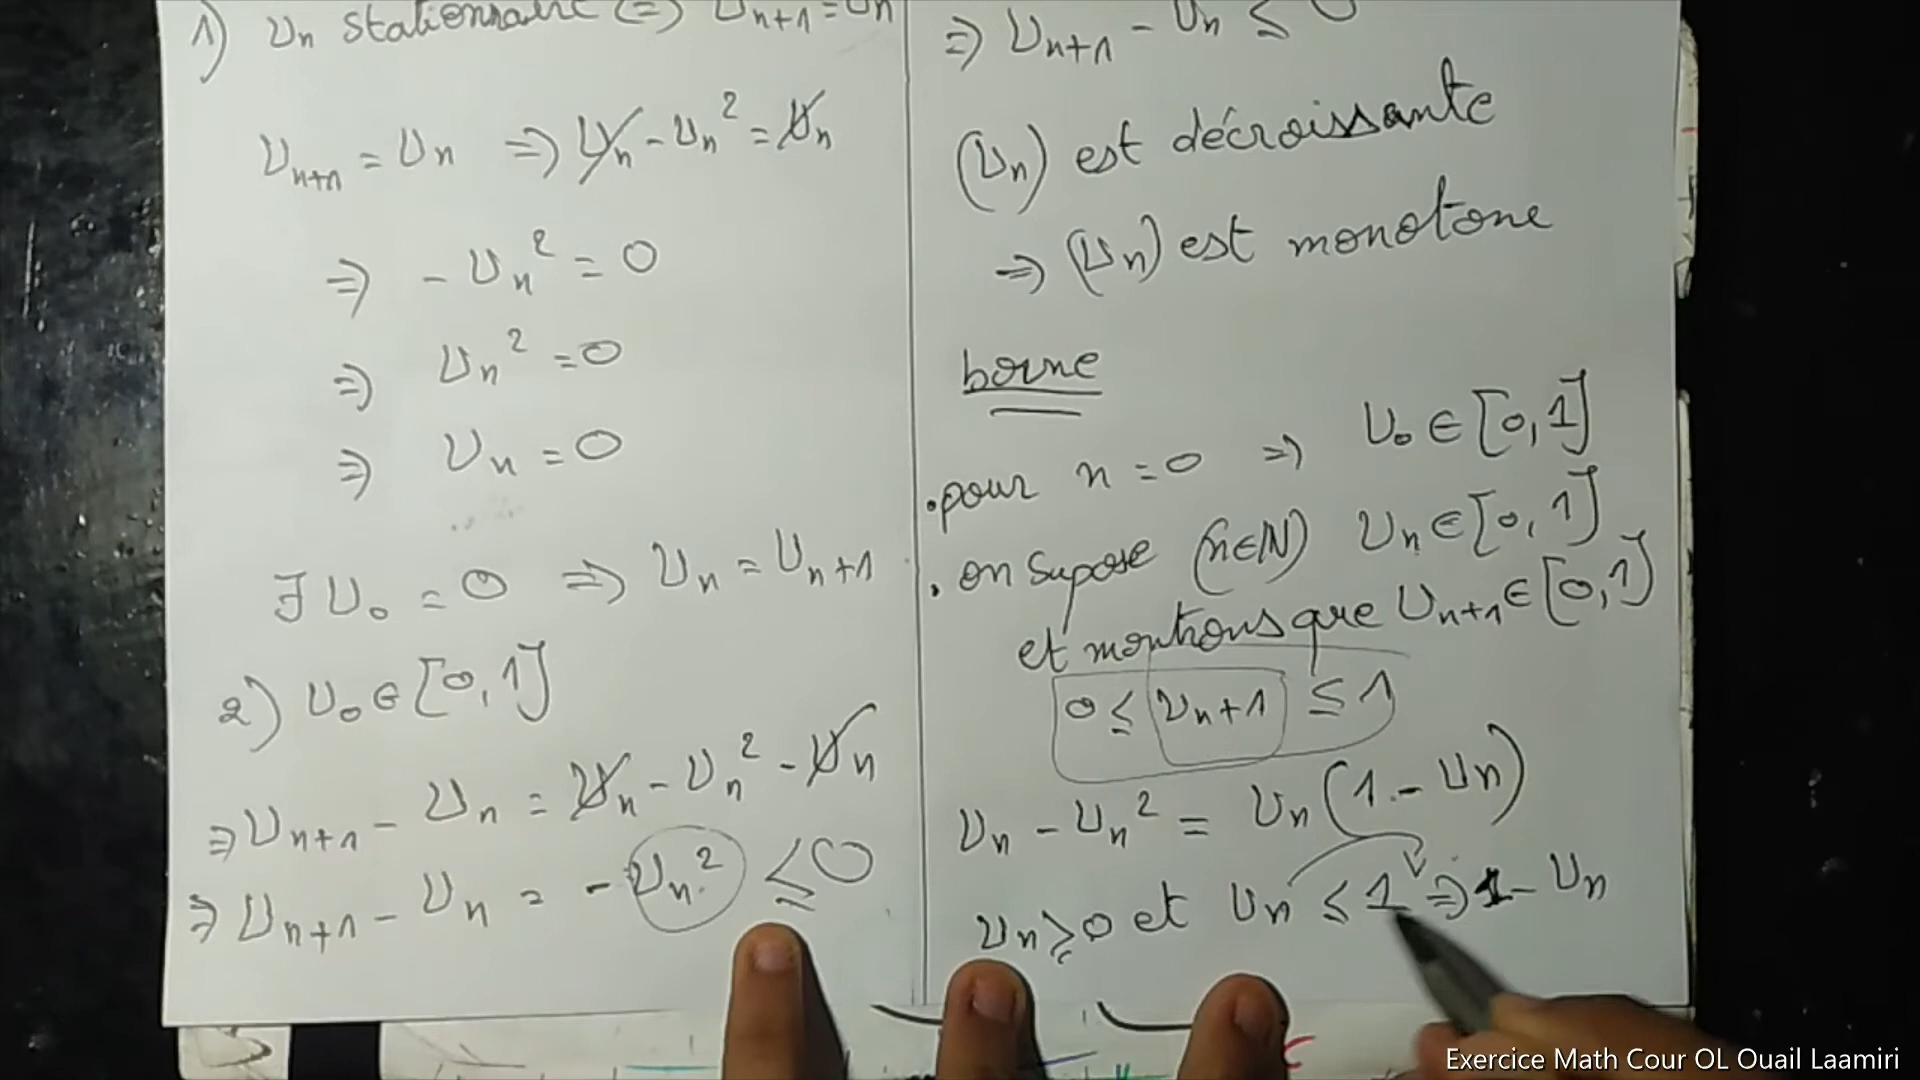 1) Un stationnaire (=) Un+1 = Un
Un+1 = Un => Un - Un² = Un
=> - Un² = 0
=> Un² = 0
=> Un = 0
∃ U0 = 0 => Un = Un+1
2) U0 ∈ [0,1]
=> Un+1 - Un = Un - Un² - Un
=> Un+1 - Un = - Un² ≤ 0
=> Un+1 - Un ≤ 0
(Un) est décroissante
=> (Un) est monotone
borne
. pour n = 0 => U0 ∈ [0,1]
. on supose (n∈N) Un ∈ [0,1]
et montrons que Un+1 ∈ [0,1]
0 ≤ Un+1 ≤ 1
Un - Un² = Un (1 - Un)
Un ≥ 0 et Un ≤ 1 => 1 - Un
Exercice Math Cour OL Ouail Laamiri